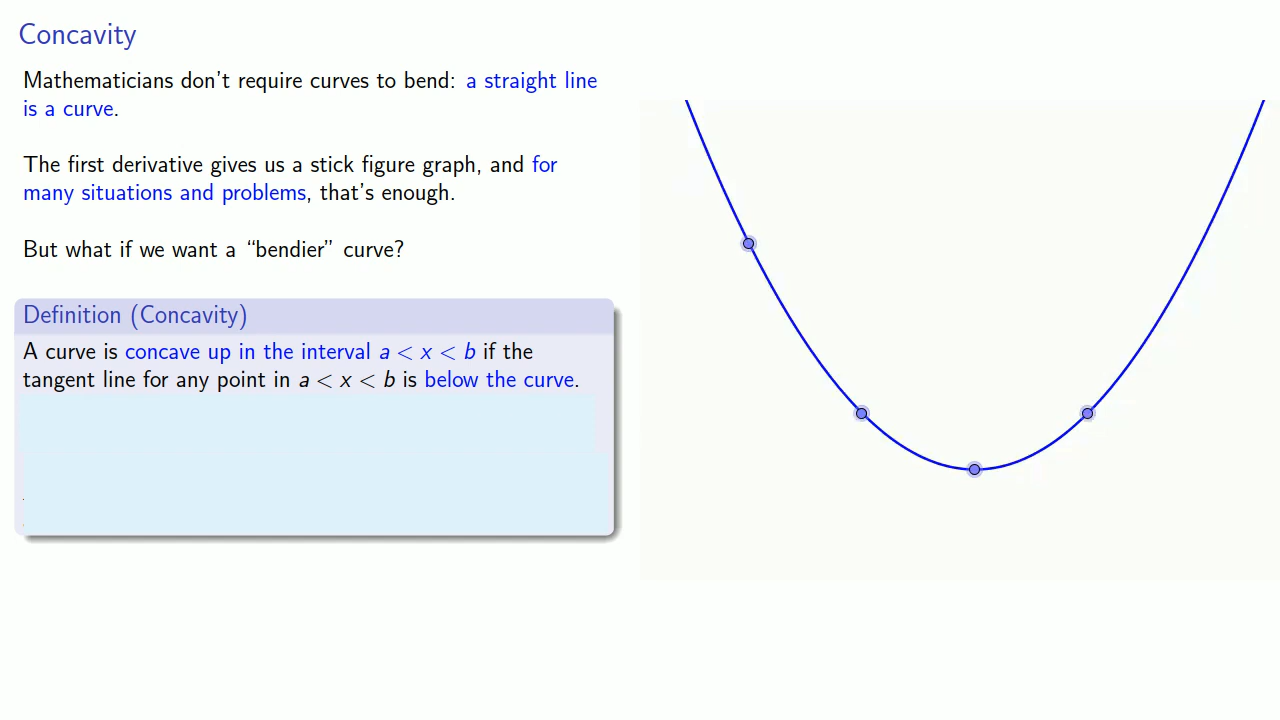 Concavity
Mathematicians don't require curves to bend: a straight line
is a curve.
The first derivative gives us a stick figure graph, and for
many situations and problems, that's enough.
But what if we want a “bendier” curve?
Definition (Concavity)
A curve is concave up in the interval a < x < b if the
tangent line for any point in a < x < b is below the curve.